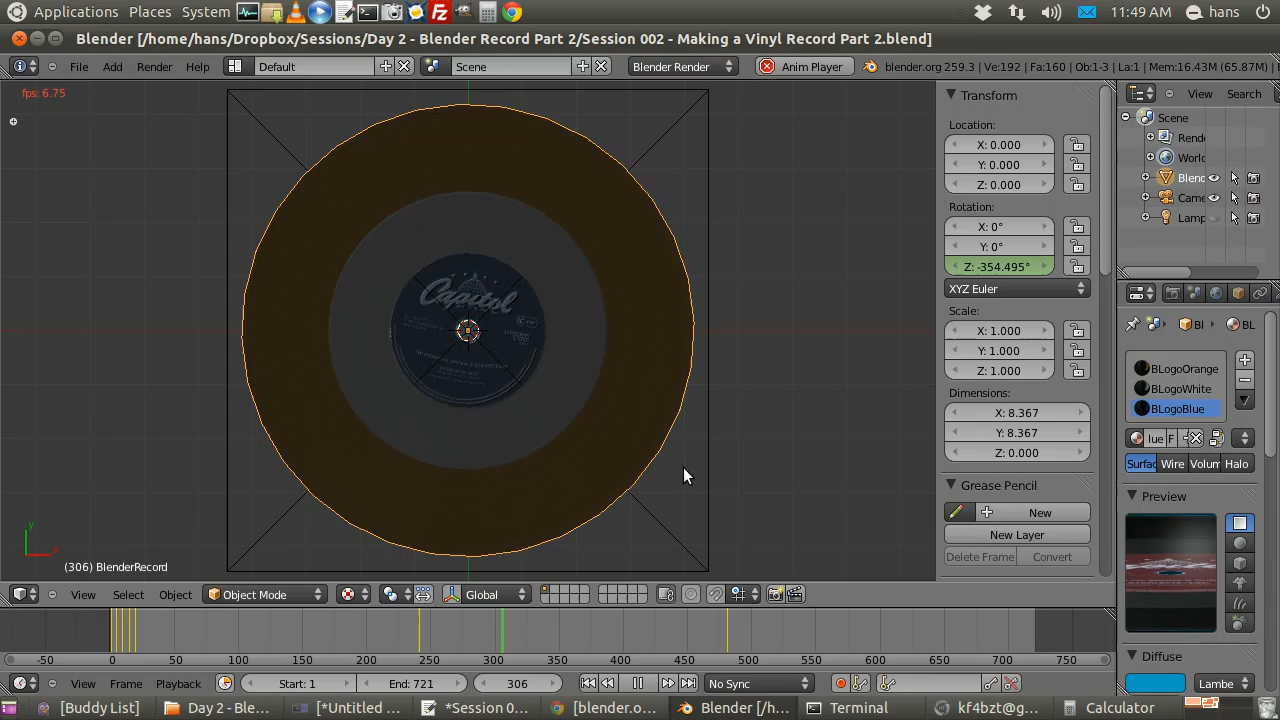 Applications Places System 11:49 AM hans
Blender [/home/hans/Dropbox/Sessions/Day 2 - Blender Record Part 2/Session 002 - Making a Vinyl Record Part 2.blend]
File Add Render Help Default Scene Blender Render Anim Player blender.org 259.3 | Ve:192 | Fa:160 | Ob:1-3 | La:1 | Mem:16.43M (65.87M) |
fps: 6.75
Capitol
y
x
(306) BlenderRecord
Transform
Location:
X: 0.000
Y: 0.000
Z: 0.000
Rotation:
X: 0°
Y: 0°
Z: -354.495°
XYZ Euler
Scale:
X: 1.000
Y: 1.000
Z: 1.000
Dimensions:
X: 8.367
Y: 8.367
Z: 0.000
Grease Pencil
New
New Layer
Delete Frame Convert
View Search
Scene
Rende
World
Blend
Came
Lamp
BI BL
BLogoOrange
BLogoWhite
BLogoBlue
lue F
Surfac Wire Volum Halo
Preview
Diffuse
Lambe
View Select Object Object Mode Global
-50 0 50 100 150 200 250 300 350 400 450 500 550 600 650 700 750
View Frame Playback Start: 1 End: 721 306 No Sync
[Buddy List] Day 2 - Ble... [*Untitled ... *Session o... [blender.o... Blender [/h... Terminal kf4bzt@g... Calculator